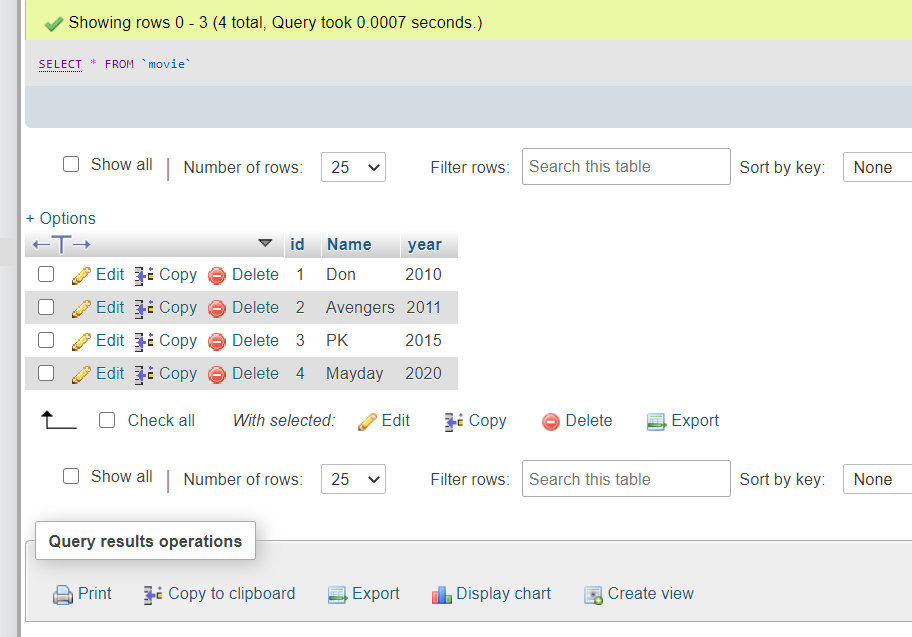 Showing rows 0 - 3 (4 total, Query took 0.0007 seconds.)
SELECT * FROM `movie`
Show all | Number of rows: 25 Filter rows: Search this table Sort by key: None
+ Options
←T→ id Name year
Edit Copy Delete 1 Don 2010
Edit Copy Delete 2 Avengers 2011
Edit Copy Delete 3 PK 2015
Edit Copy Delete 4 Mayday 2020
Check all With selected: Edit Copy Delete Export
Show all | Number of rows: 25 Filter rows: Search this table Sort by key: None
Query results operations
Print Copy to clipboard Export Display chart Create view